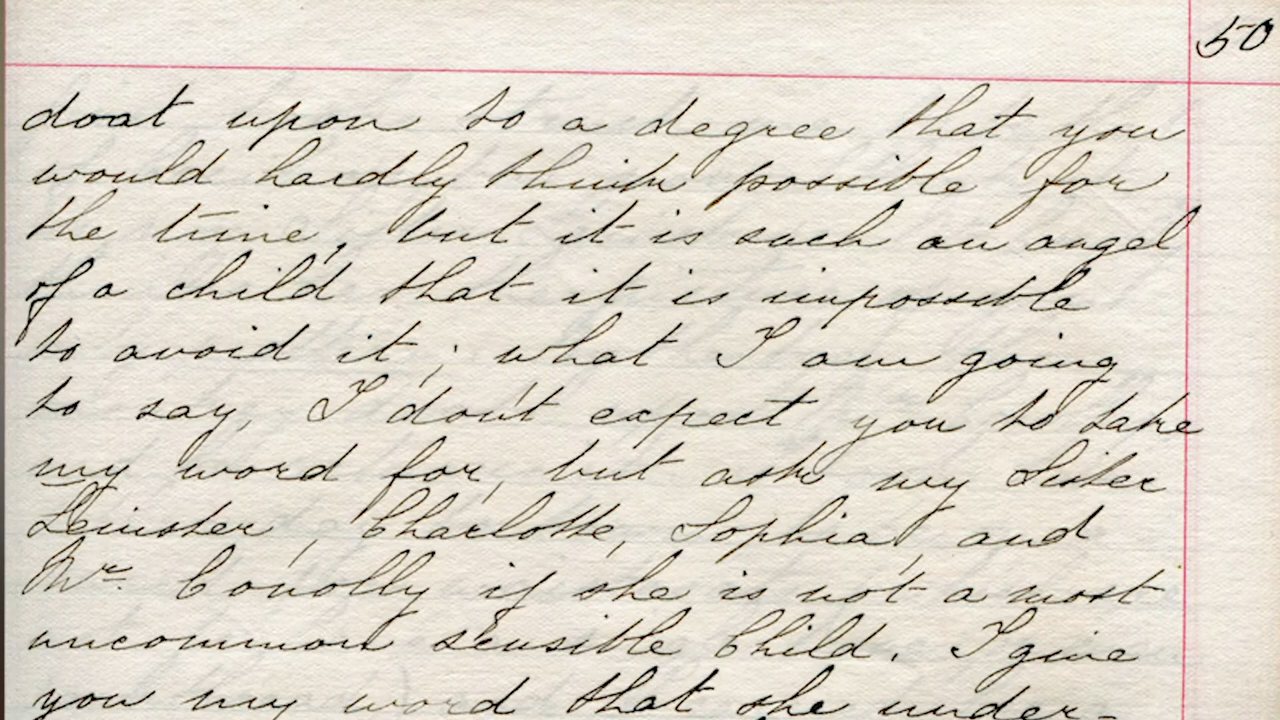 50
doat upon to a degree that you
would hardly think possible for
the time, but it is such an angel
of a child that it is impossible
to avoid it; what I am going
to say, I don't expect you to take
my word for, but ask my Sister
Leinster, Charlotte, Sophia, and
Mr. Conolly if she is not a most
uncommon sensible Child. I give
you my word that she under-